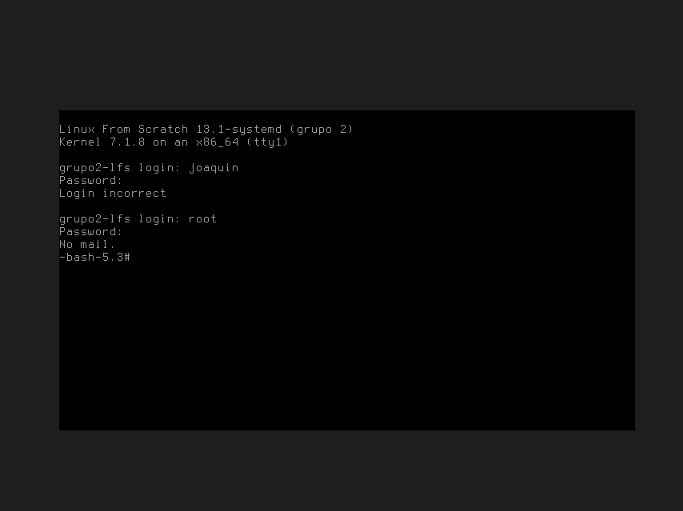 Linux From Scratch 13.1-systemd (grupo 2)
Kernel 7.1.8 on an x86_64 (tty1)
grupo2-lfs login: joaquin
Password:
Login incorrect
grupo2-lfs login: root
Password:
No mail.
-bash-5.3#